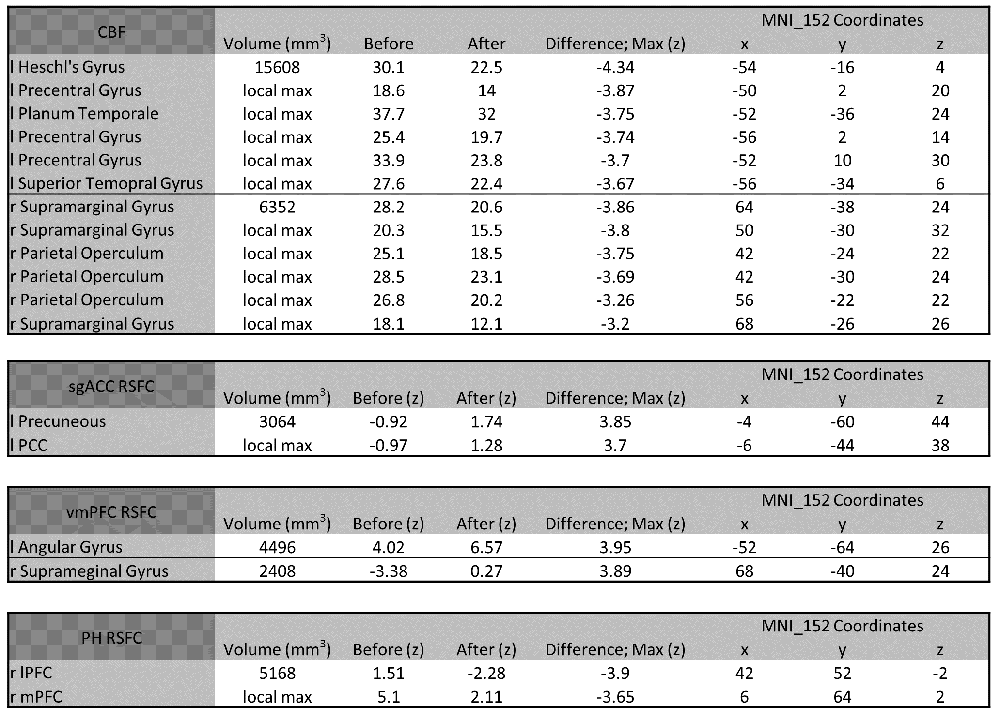 CBF MNI_152 Coordinates
Volume (mm³) Before After Difference; Max (z) x y z
l Heschl's Gyrus 15608 30.1 22.5 -4.34 -54 -16 4
l Precentral Gyrus local max 18.6 14 -3.87 -50 2 20
l Planum Temporale local max 37.7 32 -3.75 -52 -36 24
l Precentral Gyrus local max 25.4 19.7 -3.74 -56 2 14
l Precentral Gyrus local max 33.9 23.8 -3.7 -52 10 30
l Superior Temopral Gyrus local max 27.6 22.4 -3.67 -56 -34 6
r Supramarginal Gyrus 6352 28.2 20.6 -3.86 64 -38 24
r Supramarginal Gyrus local max 20.3 15.5 -3.8 50 -30 32
r Parietal Operculum local max 25.1 18.5 -3.75 42 -24 22
r Parietal Operculum local max 28.5 23.1 -3.69 42 -30 24
r Parietal Operculum local max 26.8 20.2 -3.26 56 -22 22
r Supramarginal Gyrus local max 18.1 12.1 -3.2 68 -26 26
sgACC RSFC MNI_152 Coordinates
Volume (mm³) Before (z) After (z) Difference; Max (z) x y z
l Precuneous 3064 -0.92 1.74 3.85 -4 -60 44
l PCC local max -0.97 1.28 3.7 -6 -44 38
vmPFC RSFC MNI_152 Coordinates
Volume (mm³) Before (z) After (z) Difference; Max (z) x y z
l Angular Gyrus 4496 4.02 6.57 3.95 -52 -64 26
r Suprameginal Gyrus 2408 -3.38 0.27 3.89 68 -40 24
PH RSFC MNI_152 Coordinates
Volume (mm³) Before (z) After (z) Difference; Max (z) x y z
r lPFC 5168 1.51 -2.28 -3.9 42 52 -2
r mPFC local max 5.1 2.11 -3.65 6 64 2